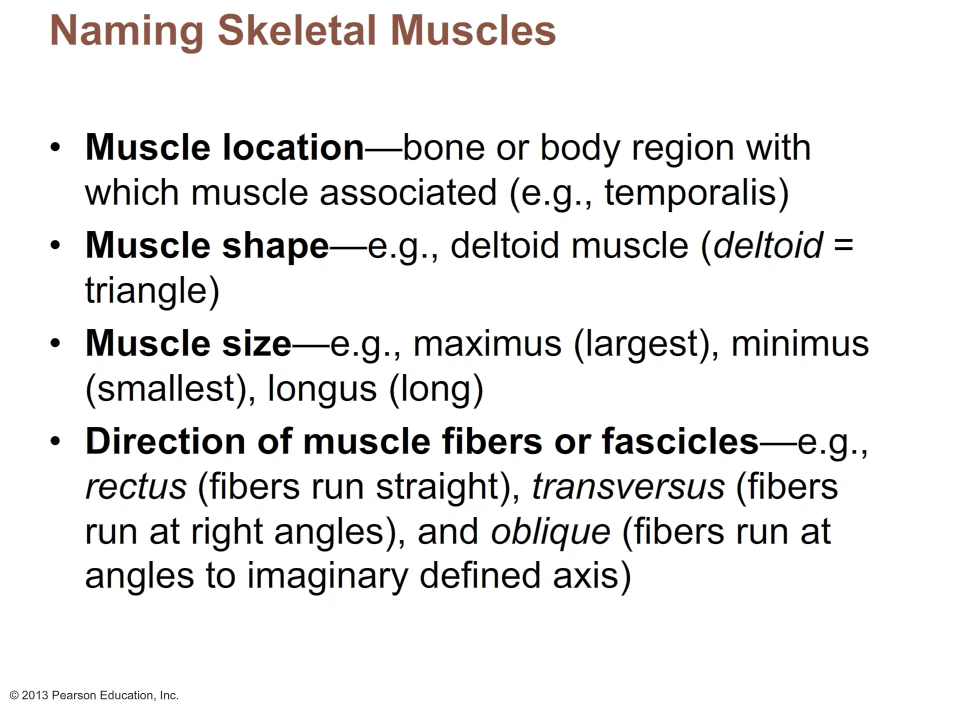 Naming Skeletal Muscles
• Muscle location—bone or body region with
which muscle associated (e.g., temporalis)
• Muscle shape—e.g., deltoid muscle (deltoid =
triangle)
• Muscle size—e.g., maximus (largest), minimus
(smallest), longus (long)
• Direction of muscle fibers or fascicles—e.g.,
rectus (fibers run straight), transversus (fibers
run at right angles), and oblique (fibers run at
angles to imaginary defined axis)
© 2013 Pearson Education, Inc.